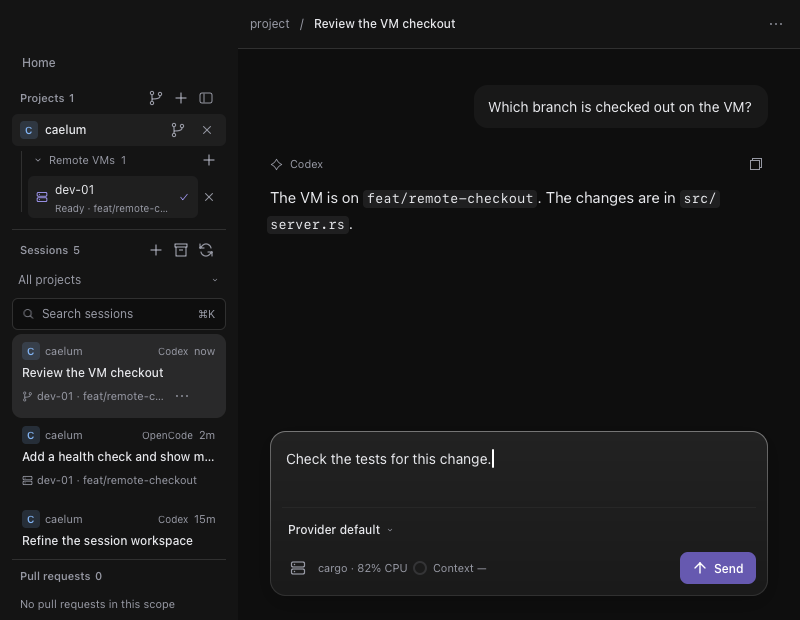 project / Review the VM checkout
Home
Projects 1
C caelum
Remote VMs 1
dev-01
Ready · feat/remote-c...
Sessions 5
All projects
Search sessions ⌘K
C caelum Codex now
Review the VM checkout
dev-01 · feat/remote-c...
C caelum OpenCode 2m
Add a health check and show m...
dev-01 · feat/remote-checkout
C caelum Codex 15m
Refine the session workspace
Pull requests 0
No pull requests in this scope
Which branch is checked out on the VM?
Codex
The VM is on feat/remote-checkout. The changes are in src/
server.rs.
Check the tests for this change.
Provider default
cargo · 82% CPU Context —
Send